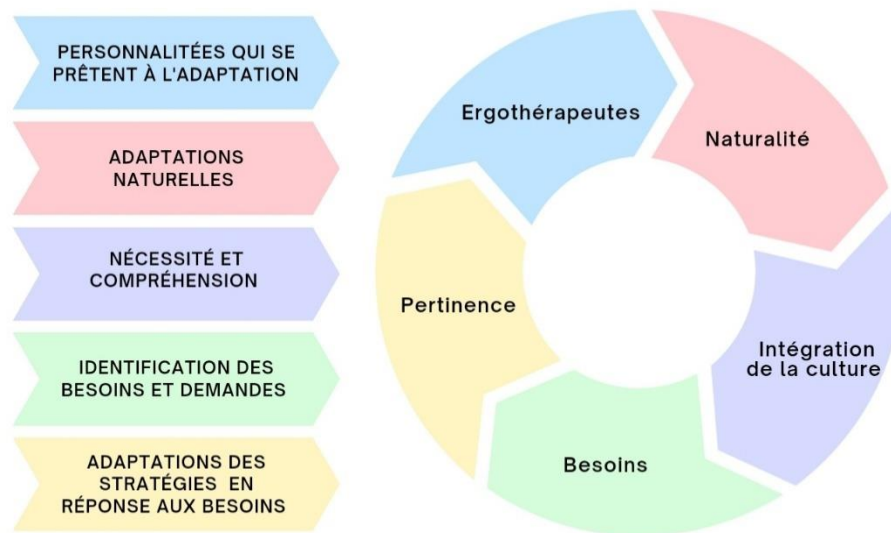 PERSONNALITÉES QUI SE
PRÊTENT À L'ADAPTATION
ADAPTATIONS
NATURELLES
NÉCESSITÉ ET
COMPRÉHENSION
IDENTIFICATION DES
BESOINS ET DEMANDES
ADAPTATIONS DES
STRATÉGIES EN
RÉPONSE AUX BESOINS
Ergothérapeutes
Naturalité
Intégration
de la culture
Besoins
Pertinence